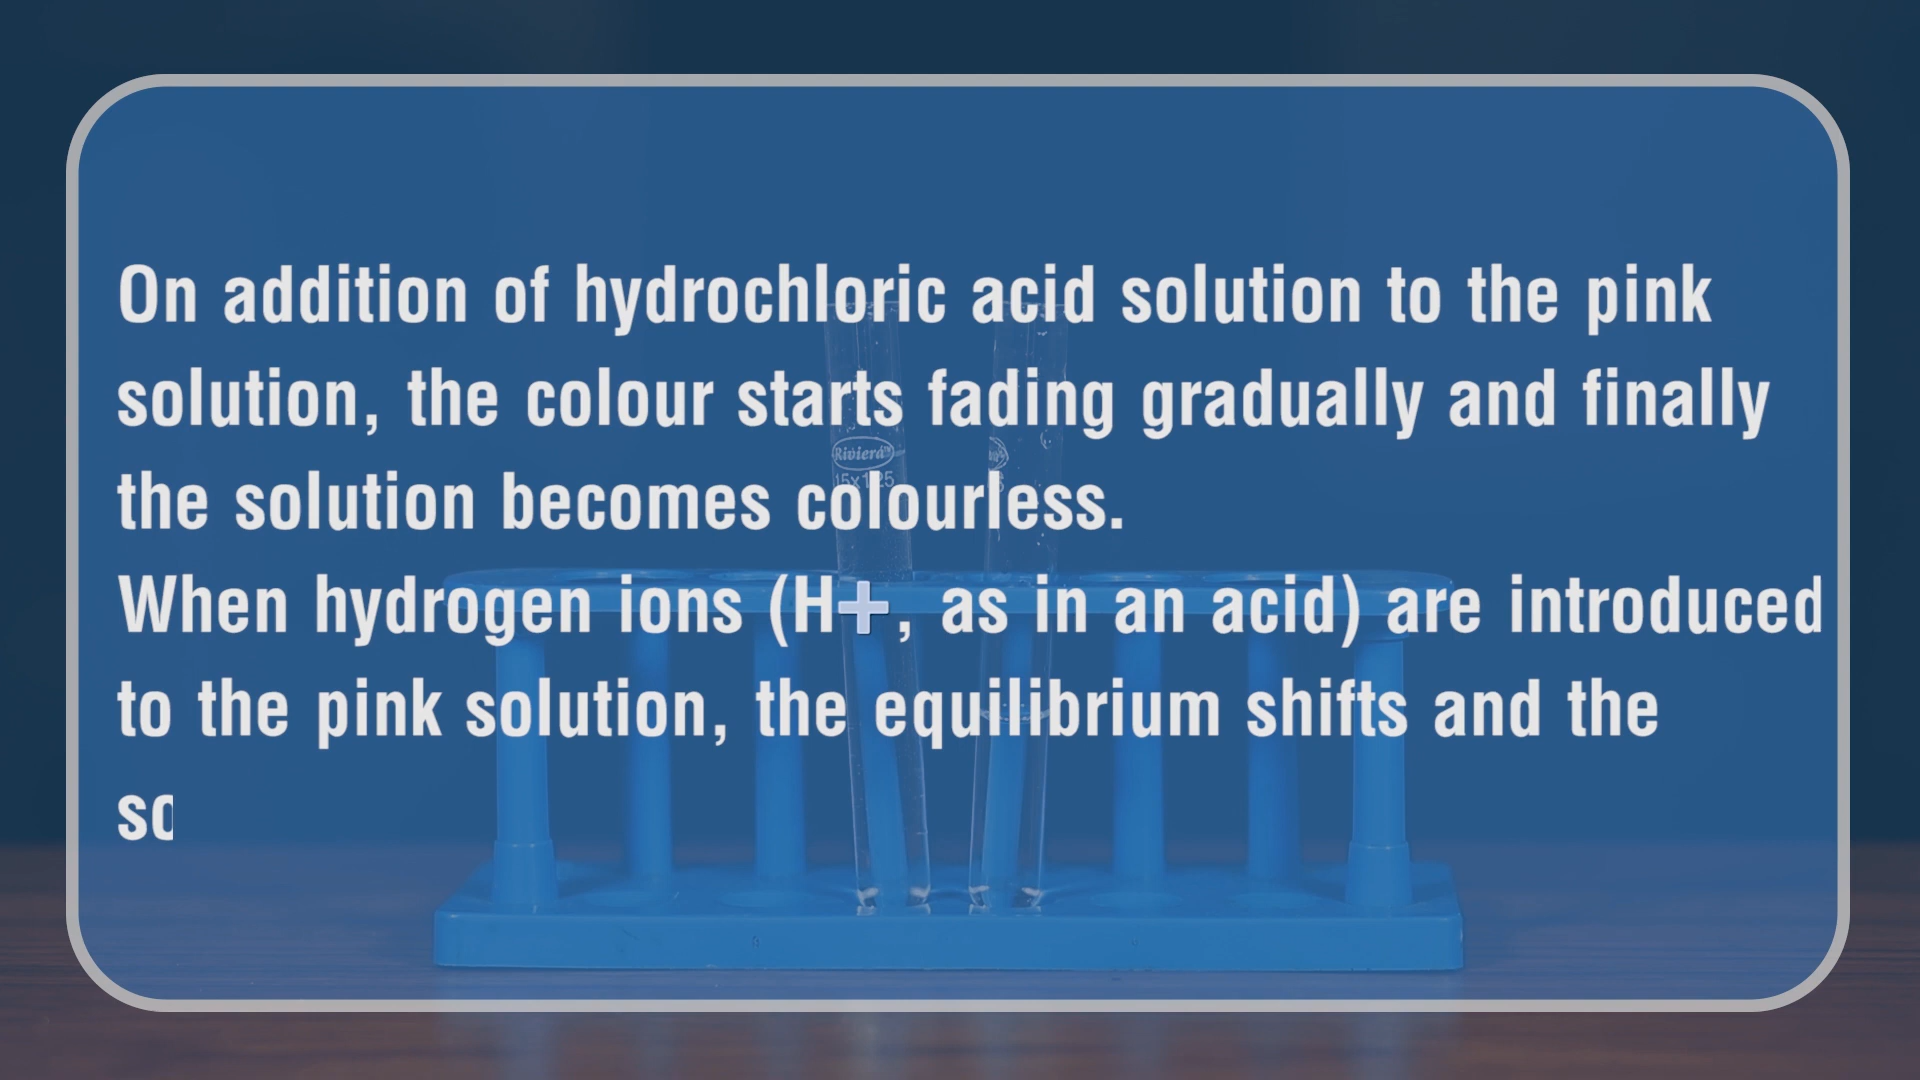 On addition of hydrochloric acid solution to the pink
solution, the colour starts fading gradually and finally
the solution becomes colourless.
When hydrogen ions (H+, as in an acid) are introduced
to the pink solution, the equilibrium shifts and the
Riviera
15x125